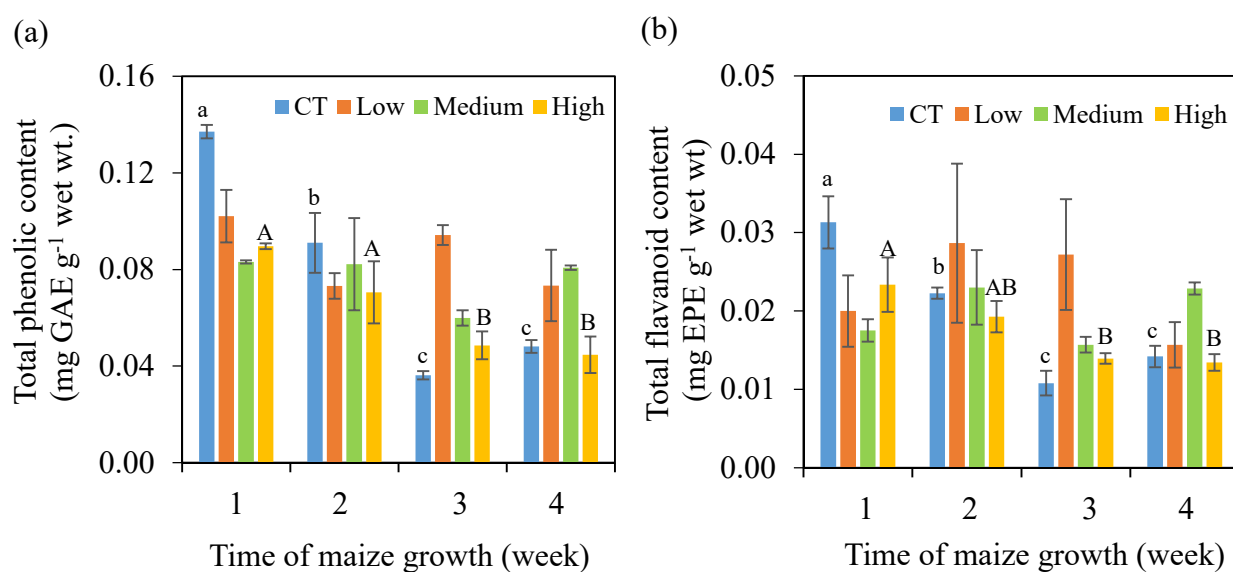 (a)
Total phenolic content
(mg GAE g⁻¹ wet wt.)
0.16
0.12
0.08
0.04
0.00
CT Low Medium High
a
A
b
A
c
B
c
B
1 2 3 4
Time of maize growth (week)
(b)
Total flavanoid content
(mg EPE g⁻¹ wet wt)
0.05
0.04
0.03
0.02
0.01
0.00
CT Low Medium High
a
A
b
AB
c
B
c
B
1 2 3 4
Time of maize growth (week)